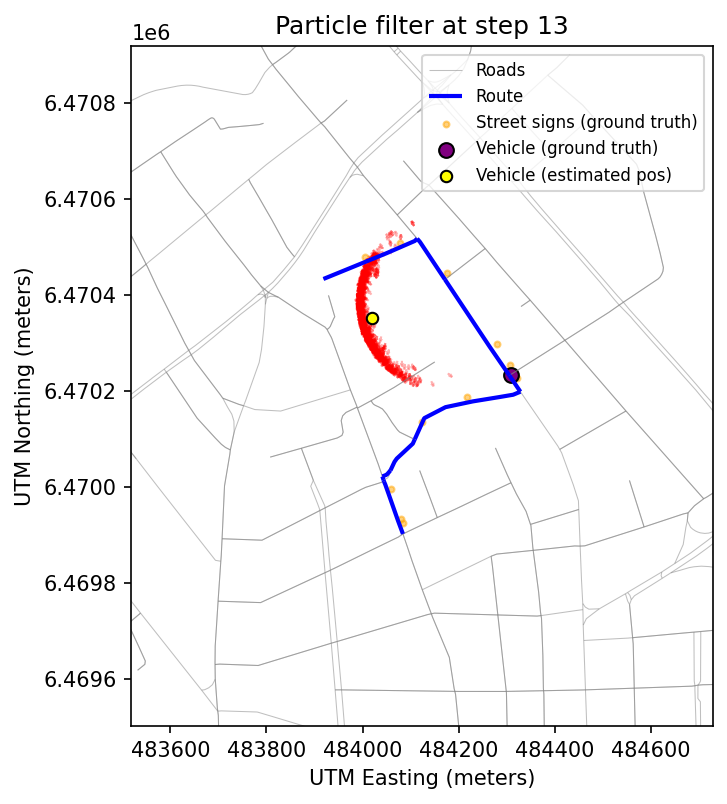 Particle filter at step 13
1e6
Roads
Route
Street signs (ground truth)
Vehicle (ground truth)
Vehicle (estimated pos)
6.4708
6.4706
6.4704
6.4702
6.4700
6.4698
6.4696
UTM Northing (meters)
483600 483800 484000 484200 484400 484600
UTM Easting (meters)